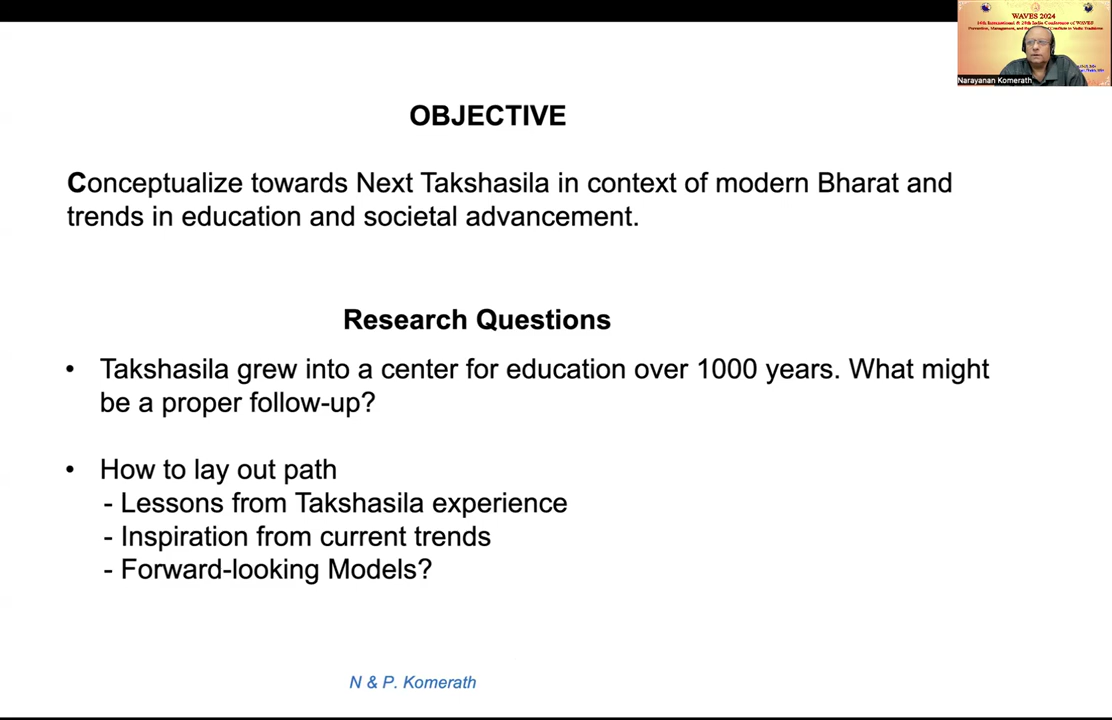 WAVES 2024
OBJECTIVE
Narayanan Komerath
Conceptualize towards Next Takshasila in context of modern Bharat and
trends in education and societal advancement.
Research Questions
• Takshasila grew into a center for education over 1000 years. What might
be a proper follow-up?
• How to lay out path
- Lessons from Takshasila experience
- Inspiration from current trends
- Forward-looking Models?
N & P. Komerath